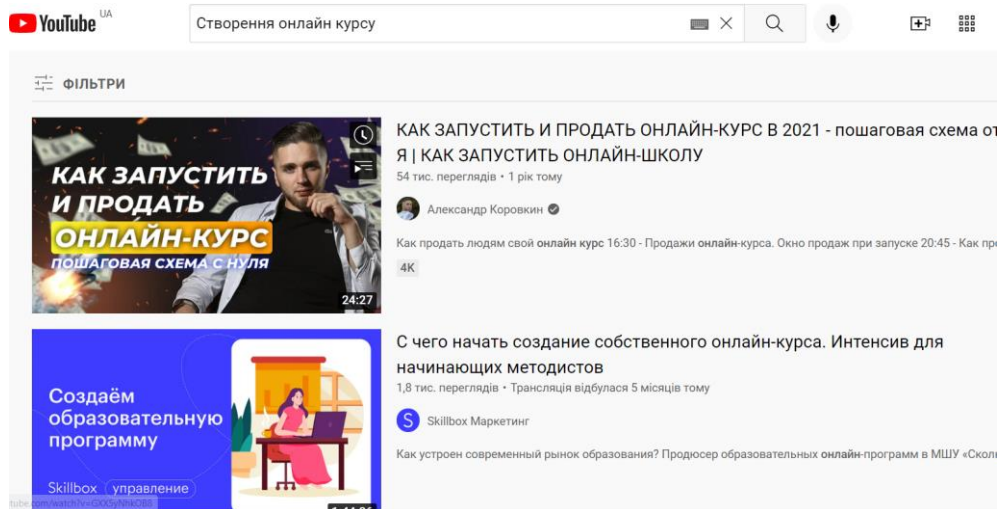 YouTube UA
Створення онлайн курсу
ФІЛЬТРИ
КАК ЗАПУСТИТЬ
И ПРОДАТЬ
ОНЛАЙН-КУРС
ПОШАГОВАЯ СХЕМА С НУЛЯ
24:27
КАК ЗАПУСТИТЬ И ПРОДАТЬ ОНЛАЙН-КУРС В 2021 - пошаговая схема от
Я | КАК ЗАПУСТИТЬ ОНЛАЙН-ШКОЛУ
54 тис. переглядів • 1 рік тому
Александр Коровкин
Как продать людям свой онлайн курс 16:30 - Продажи онлайн-курса. Окно продаж при запуске 20:45 - Как
4K
Создаём
образовательную
программу
Skillbox управление
С чего начать создание собственного онлайн-курса. Интенсив для
начинающих методистов
1,8 тис. переглядів • Трансляція відбулася 5 місяців тому
S Skillbox Маркетинг
Как устроен современный рынок образования? Продюсер образовательных онлайн-программ в МШУ